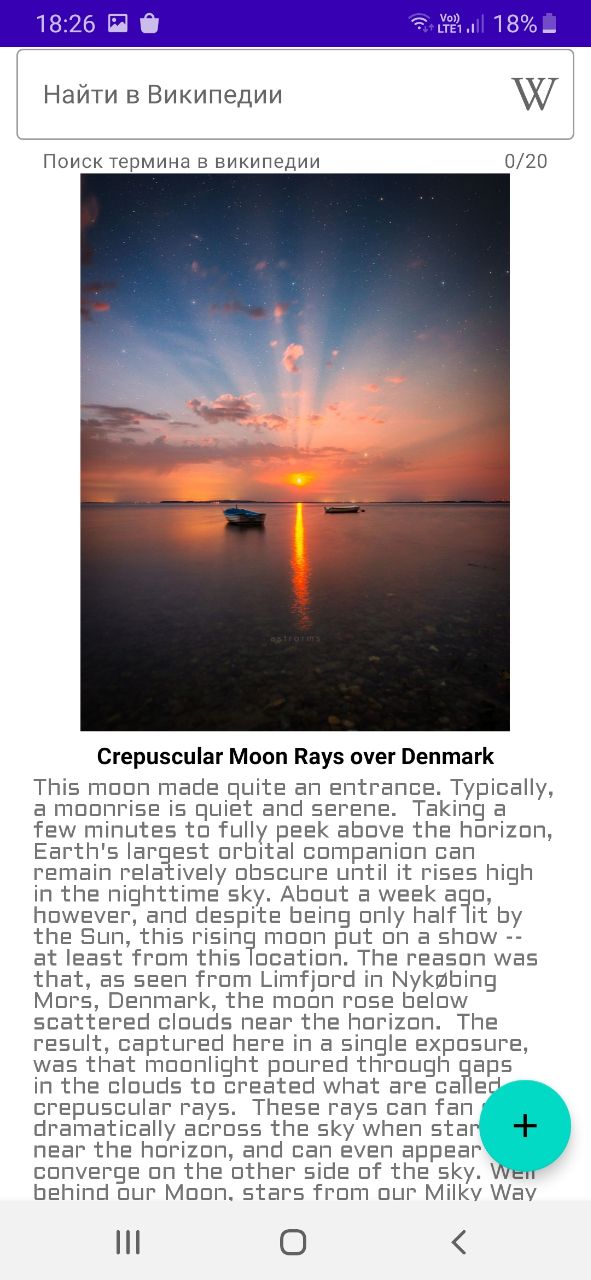 18:26
Vo))
LTE1
18%
Найти в Википедии
W
Поиск термина в википедии
0/20
astrorms
Crepuscular Moon Rays over Denmark
This moon made quite an entrance. Typically,
a moonrise is quiet and serene.  Taking a
few minutes to fully peek above the horizon,
Earth's largest orbital companion can
remain relatively obscure until it rises high
in the nighttime sky. About a week ago,
however, and despite being only half lit by
the Sun, this rising moon put on a show --
at least from this location. The reason was
that, as seen from Limfjord in Nykøbing
Mors, Denmark, the moon rose below
scattered clouds near the horizon.  The
result, captured here in a single exposure,
was that moonlight poured through gaps
in the clouds to created what are called
crepuscular rays.  These rays can fan
dramatically across the sky when star
near the horizon, and can even appear
converge on the other side of the sky. Well
behind our Moon, stars from our Milky Way